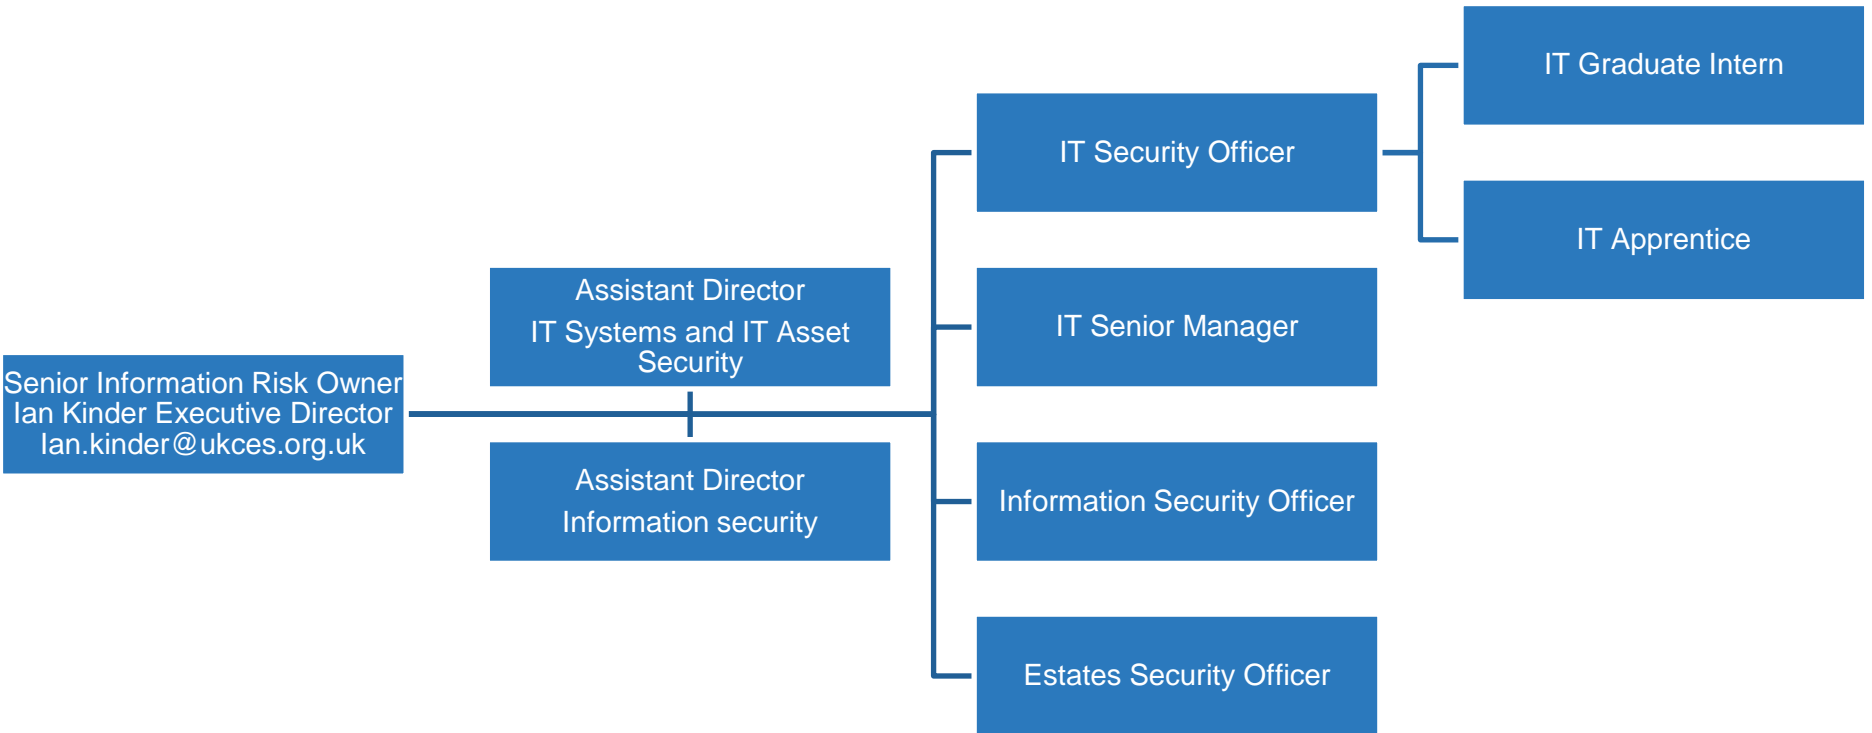 Senior Information Risk Owner
Ian Kinder Executive Director
Ian.kinder@ukces.org.uk
Assistant Director
IT Systems and IT Asset
Security
Assistant Director
Information security
IT Security Officer
IT Senior Manager
Information Security Officer
Estates Security Officer
IT Graduate Intern
IT Apprentice